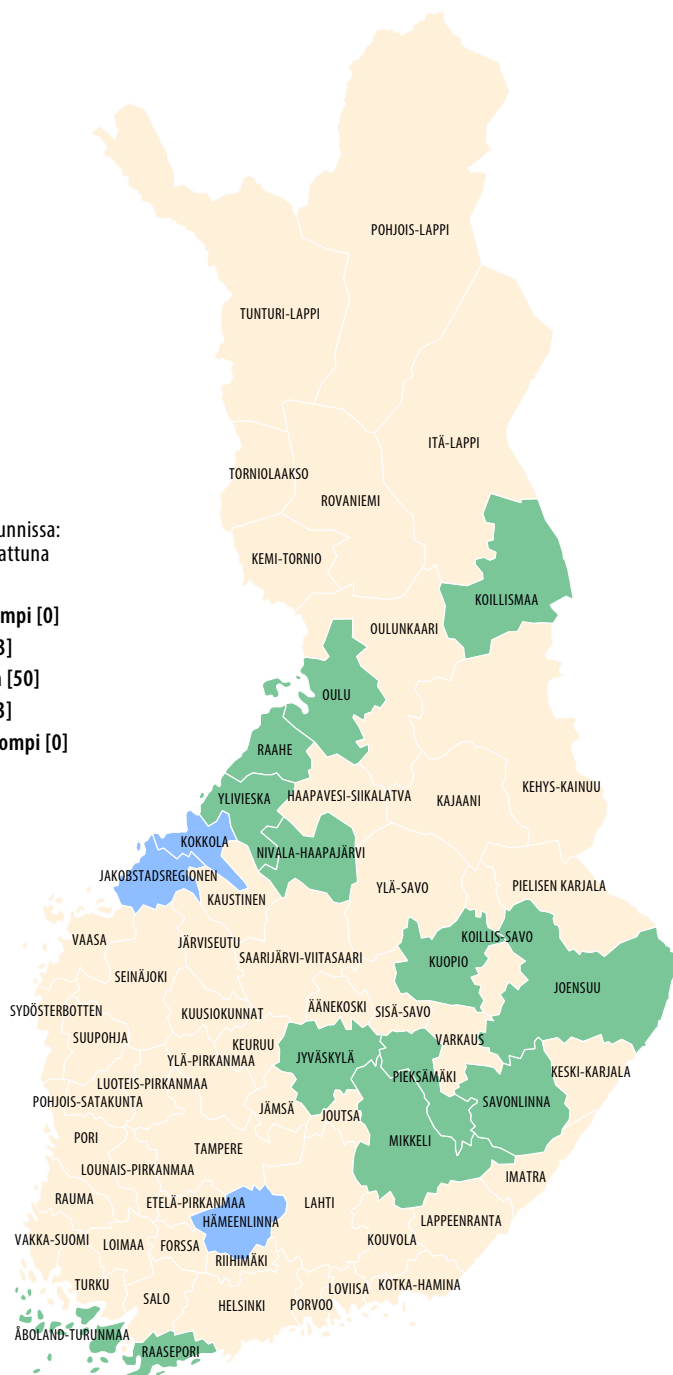 POHJOIS-LAPPI
TUNTURI-LAPPI
ITÄ-LAPPI
TORNIOLAAKSO
ROVANIEMI
KEMI-TORNIO
KOILLISMAA
OULUNKAARI
unnissa:
attuna
mpi [0]
3]
[50]
3]
ompi [0]
OULU
RAAHE
YLIVIESKA
HAAPAVESI-SIIKALATVA
KAJAANI
KEHYS-KAINUU
KOKKOLA
NIVALA-HAAPAJÄRVI
JAKOBSTADSREGIONEN
KAUSTINEN
YLÄ-SAVO
PIELISEN KARJALA
VAASA
JÄRVISEUTU
KOILLIS-SAVO
SAARIJÄRVI-VIITASAARI
KUOPIO
SEINÄJOKI
JOENSUU
SYDÖSTERBOTTEN
KUUSIOKUNNAT
ÄÄNEKOSKI
SISÄ-SAVO
SUUPOHJA
KEURUU
VARKAUS
YLÄ-PIRKANMAA
JYVÄSKYLÄ
KESKI-KARJALA
LUOTEIS-PIRKANMAA
PIEKSÄMÄKI
POHJOIS-SATAKUNTA
JÄMSÄ
JOUTSA
SAVONLINNA
PORI
TAMPERE
MIKKELI
LOUNAIS-PIRKANMAA
IMATRA
RAUMA
ETELÄ-PIRKANMAA
LAHTI
HÄMEENLINNA
LAPPEENRANTA
VAKKA-SUOMI
LOIMAA
FORSSA
KOUVOLA
RIIHIMÄKI
TURKU
SALO
HELSINKI
PORVOO
LOVIISA
KOTKA-HAMINA
ÅBOLAND-TURUNMAA
RAASEPORI